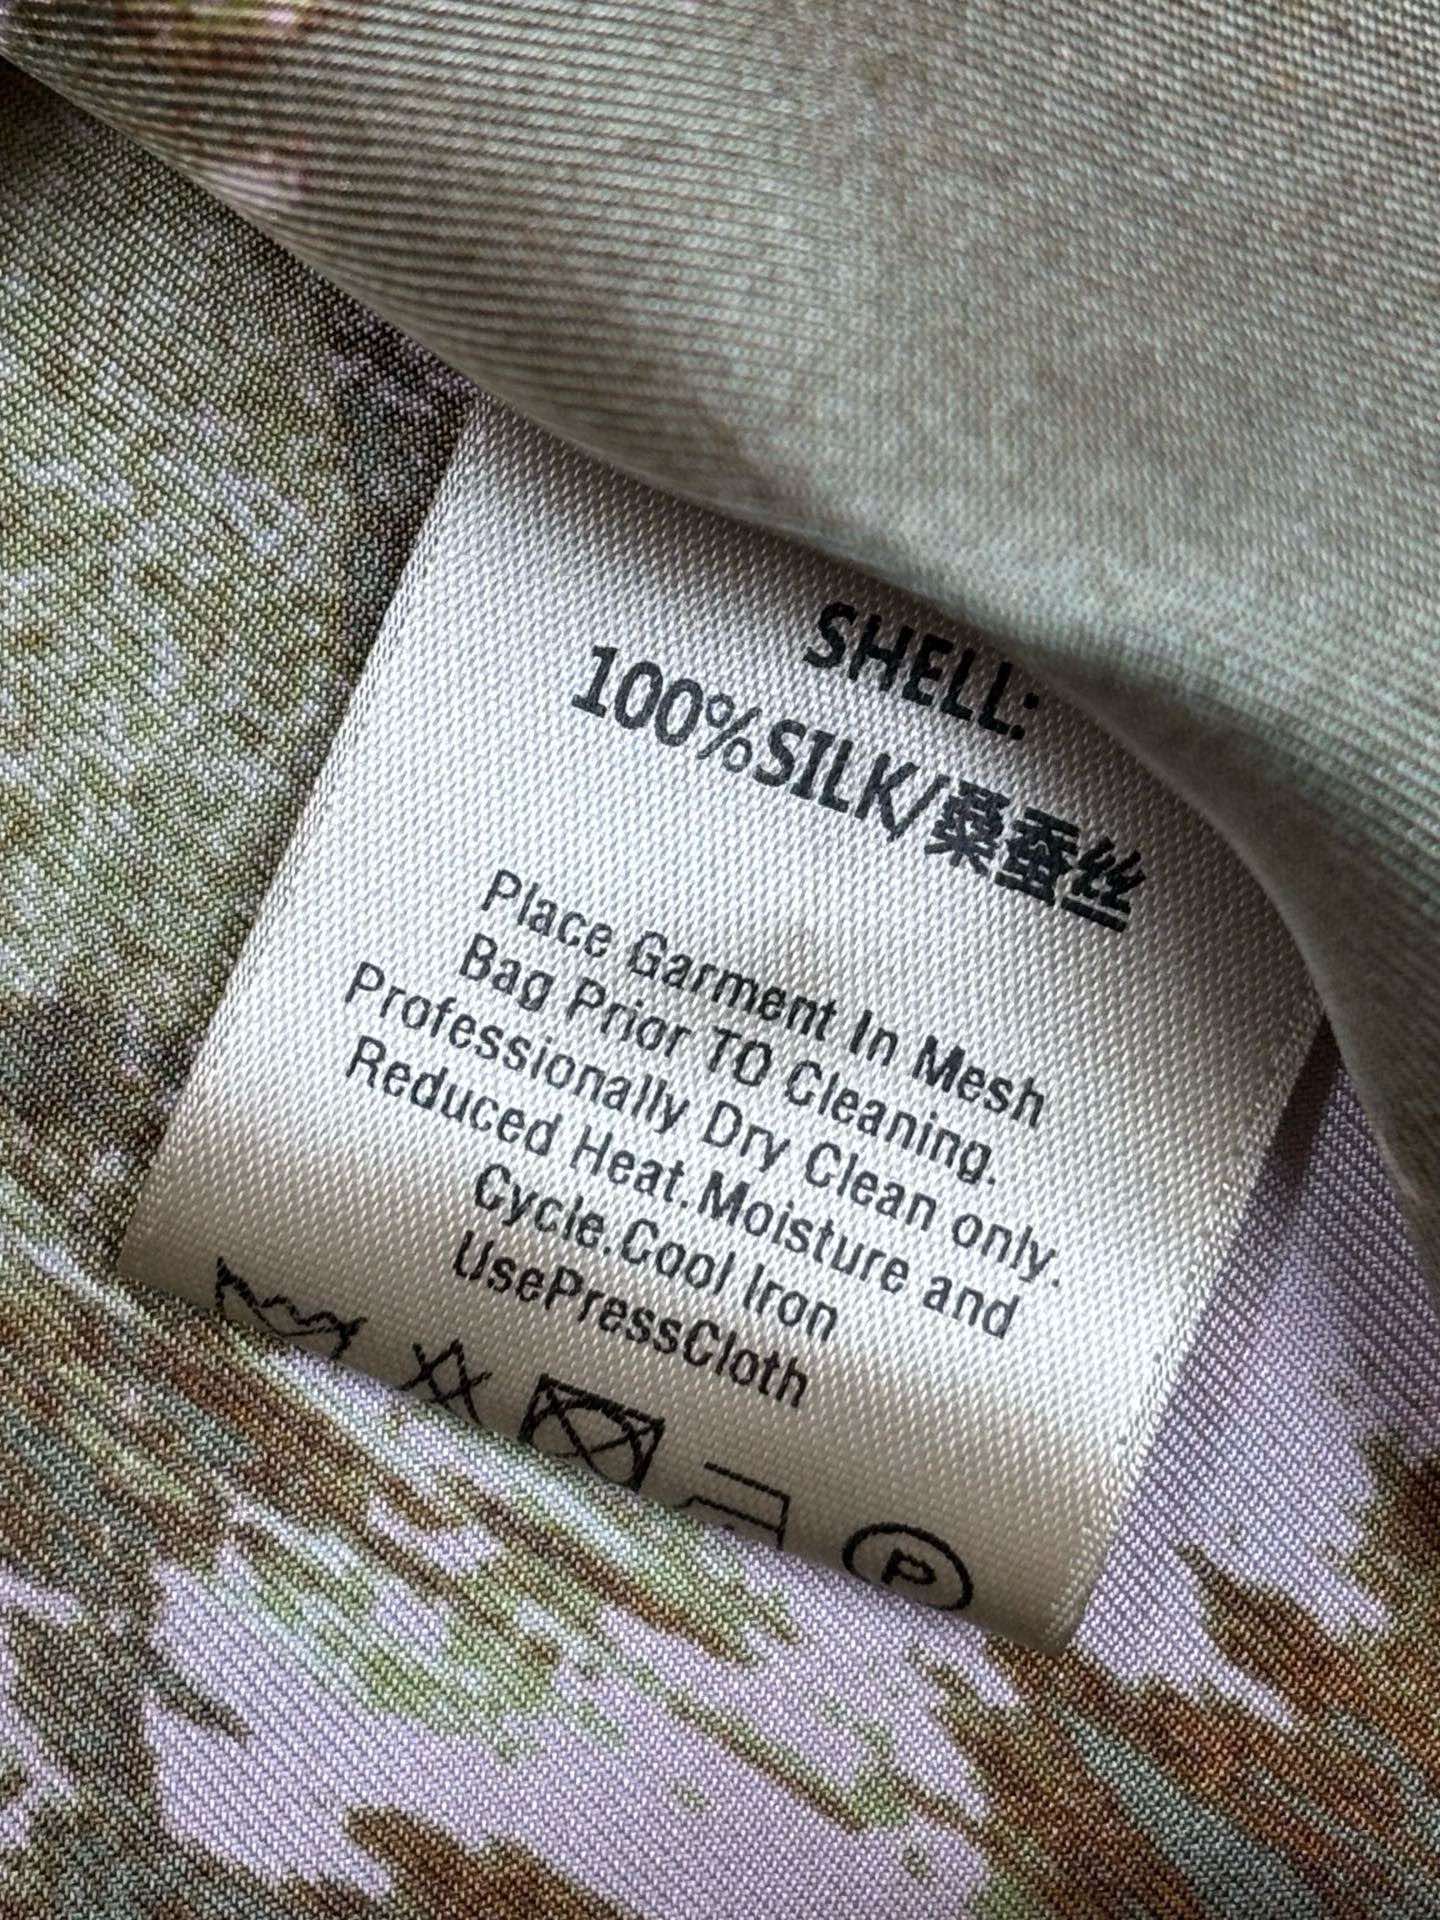 SHELL:
100%SILK/桑蚕丝
Place Garment In Mesh
Bag Prior TO Cleaning.
Professionally Dry Clean only.
Reduced Heat.Moisture and
Cycle.Cool Iron
UsePressCloth
P